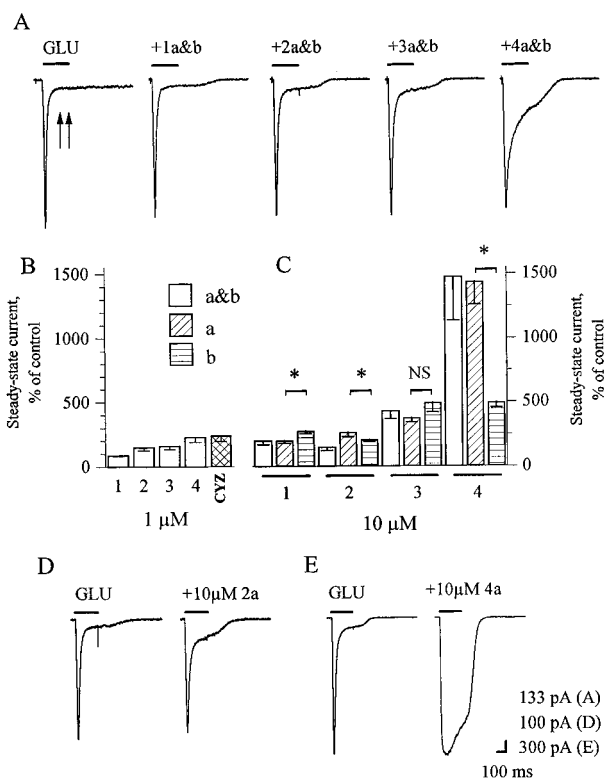 A
GLU +1a&b +2a&b +3a&b +4a&b
B C
1500 1500
1000 1000
500 500
0 0
Steady-state current,
% of control
a&b
a
b
* * NS *
Steady-state current,
% of control
1 2 3 4 CYZ 1 2 3 4
1 µM 10 µM
D E
GLU +10µM 2a GLU +10µM 4a
133 pA (A)
100 pA (D)
300 pA (E)
100 ms